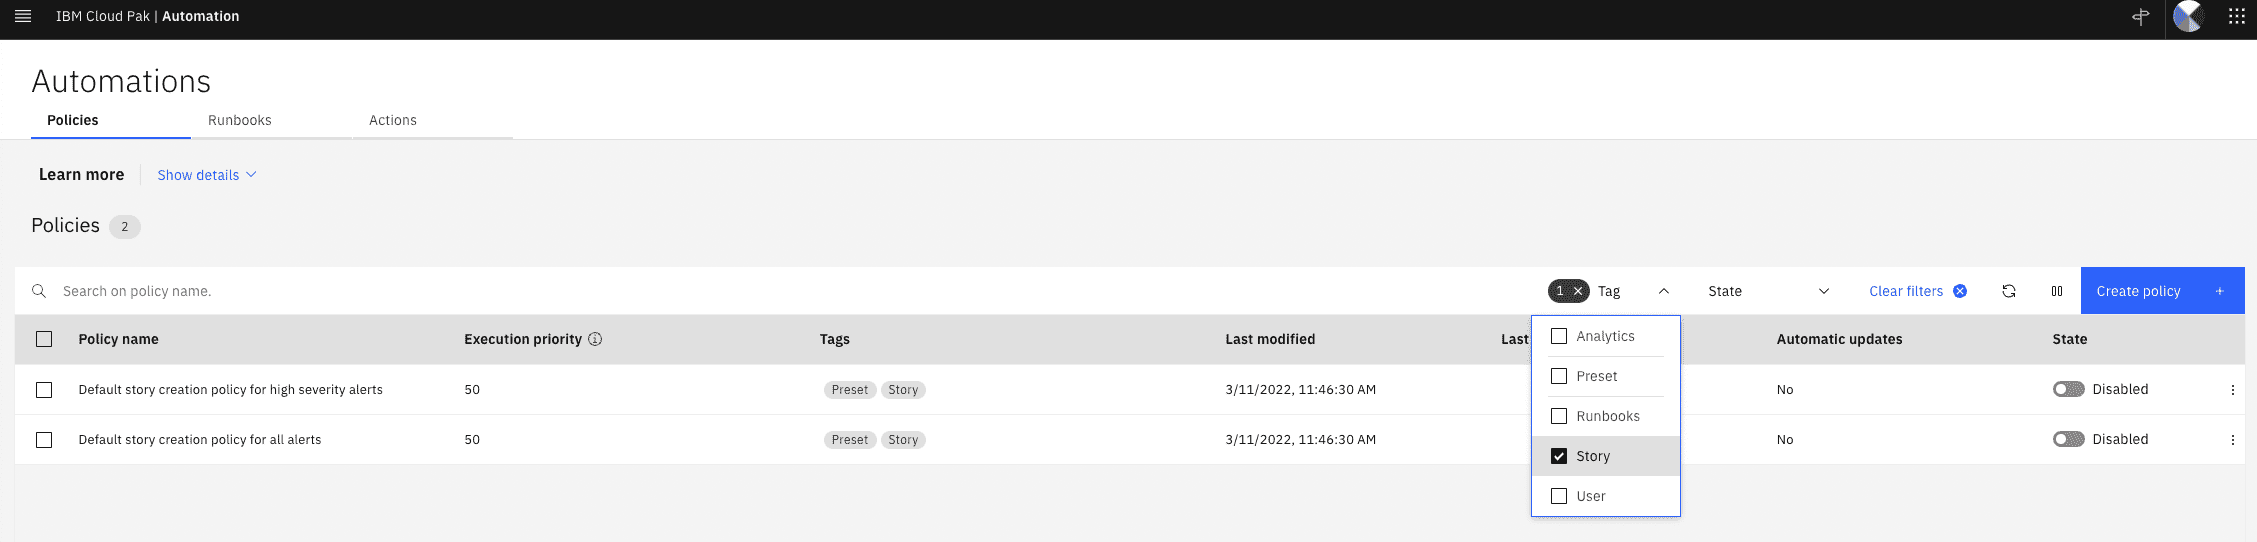 IBM Cloud Pak | Automation
Automations
Policies Runbooks Actions
Learn more Show details
Policies 2
Search on policy name. 1 Tag State Clear filters Create policy +
Policy name Execution priority Tags Last modified Last Automatic updates State
Analytics
Preset
Default story creation policy for high severity alerts 50 Preset Story 3/11/2022, 11:46:30 AM No Disabled
Runbooks
Default story creation policy for all alerts 50 Preset Story 3/11/2022, 11:46:30 AM No Disabled
Story
User